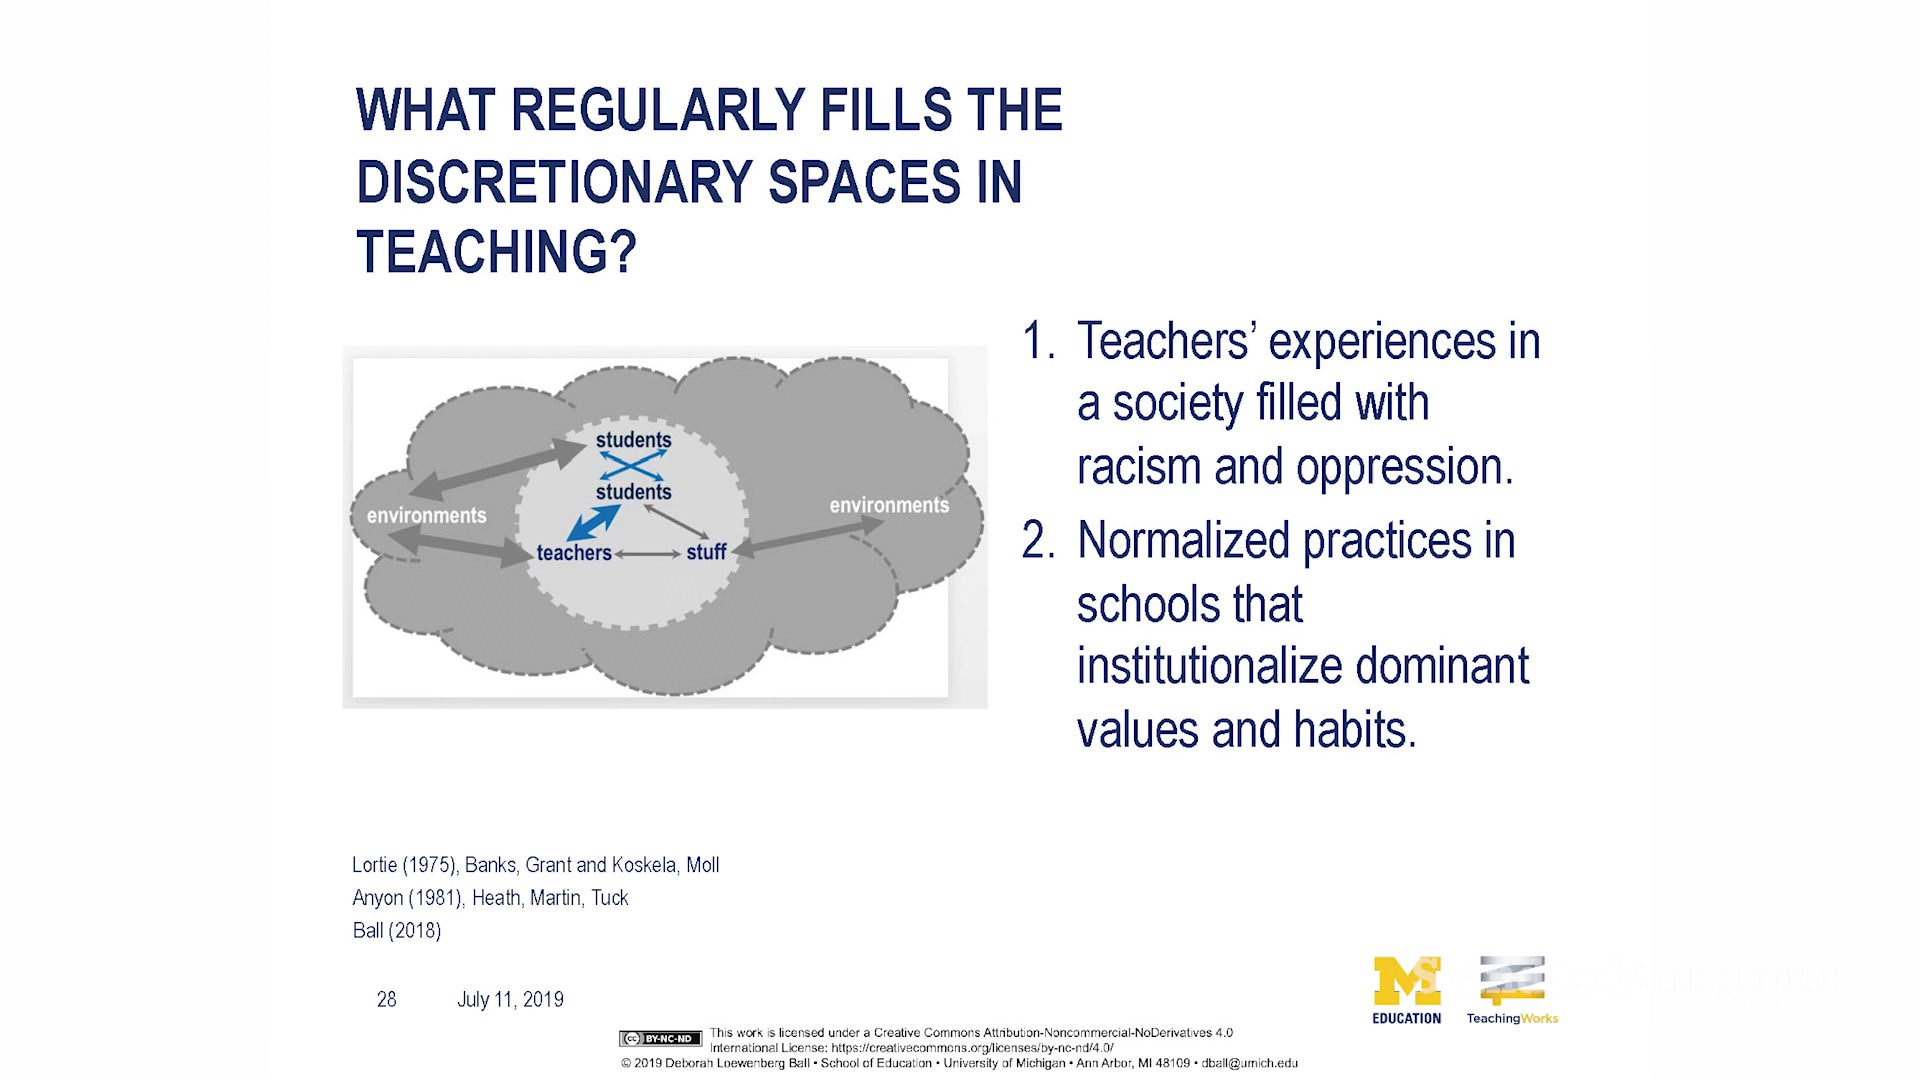 WHAT REGULARLY FILLS THE
DISCRETIONARY SPACES IN
TEACHING?
students
students
environments
environments
teachers
stuff
1. Teachers’ experiences in
a society filled with
racism and oppression.
2. Normalized practices in
schools that
institutionalize dominant
values and habits.
Lortie (1975), Banks, Grant and Koskela, Moll
Anyon (1981), Heath, Martin, Tuck
Ball (2018)
28 July 11, 2019
M
EDUCATION
TeachingWorks
cc BY-NC-ND
This work is licensed under a Creative Commons Attribution-Noncommercial-NoDerivatives 4.0
International License: https://creativecommons.org/licenses/by-nc-nd/4.0/
© 2019 Deborah Loewenberg Ball • School of Education • University of Michigan • Ann Arbor, MI 48109 • dball@umich.edu